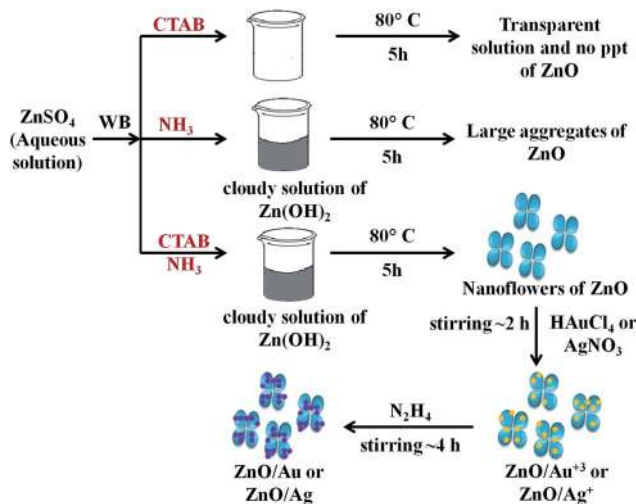 CTAB
80° C
5h
Transparent
solution and no ppt
of ZnO
ZnSO₄
(Aqueous
solution)
WB
NH₃
80° C
5h
Large aggregates of
ZnO
cloudy solution of
Zn(OH)₂
CTAB
NH₃
80° C
5h
cloudy solution of
Zn(OH)₂
Nanoflowers of ZnO
stirring ~2 h
HAuCl₄ or
AgNO₃
N₂H₄
stirring ~4 h
ZnO/Au⁺³ or
ZnO/Ag⁺
ZnO/Au or
ZnO/Ag